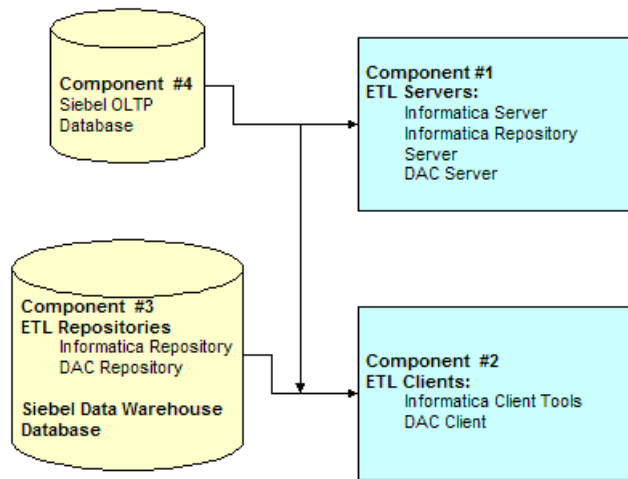 Component #4
Siebel OLTP
Database
Component #1
ETL Servers:
Informatica Server
Informatica Repository
Server
DAC Server
Component #3
ETL Repositories
Informatica Repository
DAC Repository
Siebel Data Warehouse
Database
Component #2
ETL Clients:
Informatica Client Tools
DAC Client